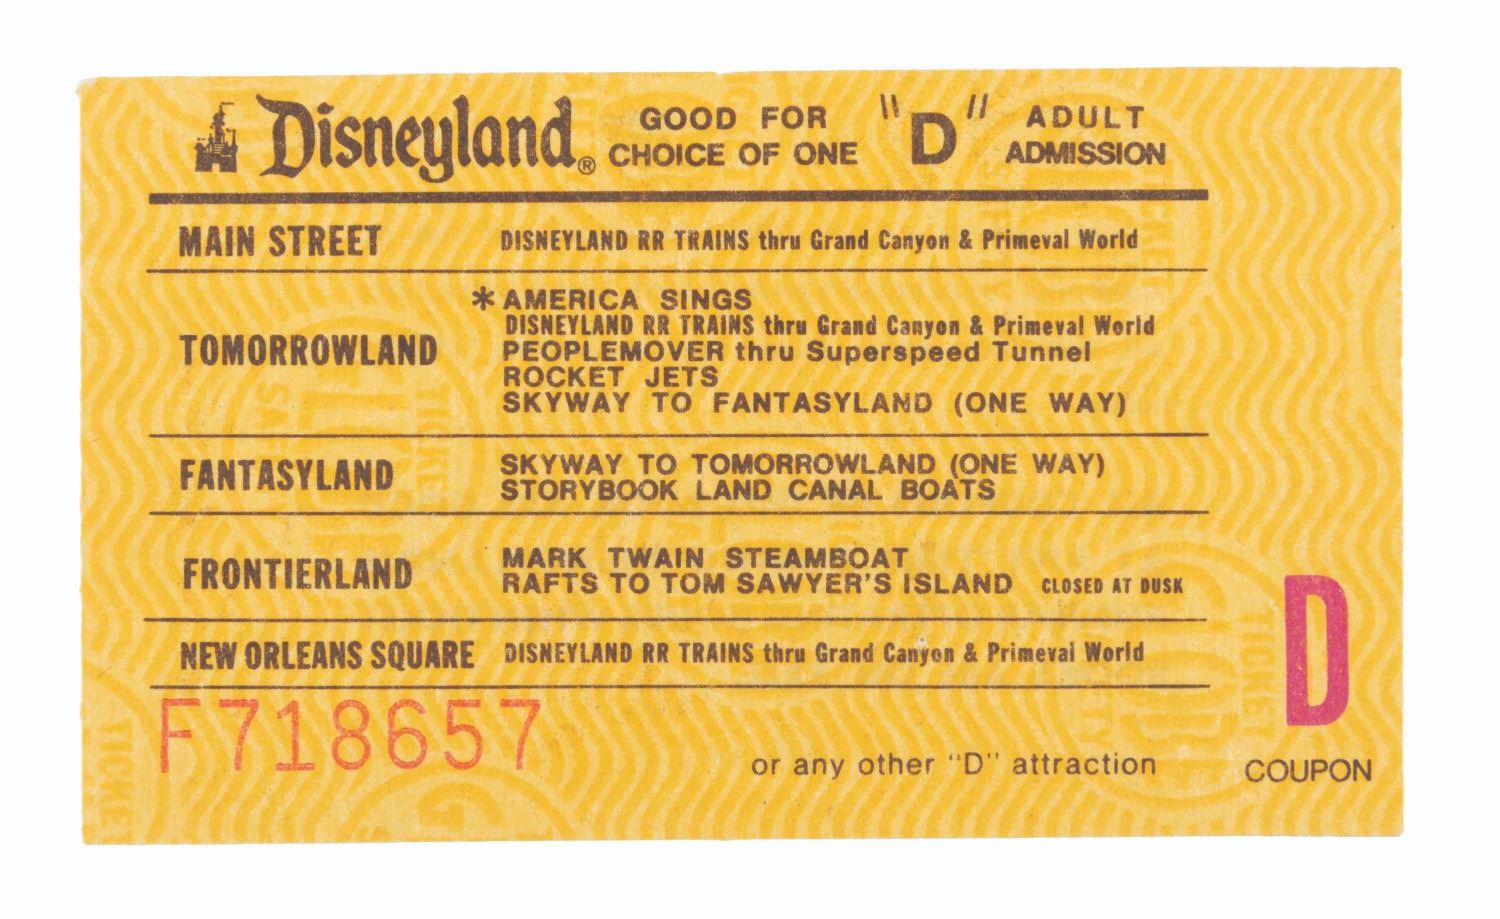 Disneyland® GOOD FOR CHOICE OF ONE "D" ADULT ADMISSION
MAIN STREET DISNEYLAND RR TRAINS thru Grand Canyon & Primeval World
TOMORROWLAND
* AMERICA SINGS
DISNEYLAND RR TRAINS thru Grand Canyon & Primeval World
PEOPLEMOVER thru Superspeed Tunnel
ROCKET JETS
SKYWAY TO FANTASYLAND (ONE WAY)
FANTASYLAND
SKYWAY TO TOMORROWLAND (ONE WAY)
STORYBOOK LAND CANAL BOATS
FRONTIERLAND
MARK TWAIN STEAMBOAT
RAFTS TO TOM SAWYER'S ISLAND CLOSED AT DUSK
NEW ORLEANS SQUARE DISNEYLAND RR TRAINS thru Grand Canyon & Primeval World
F718657
or any other "D" attraction
D
COUPON